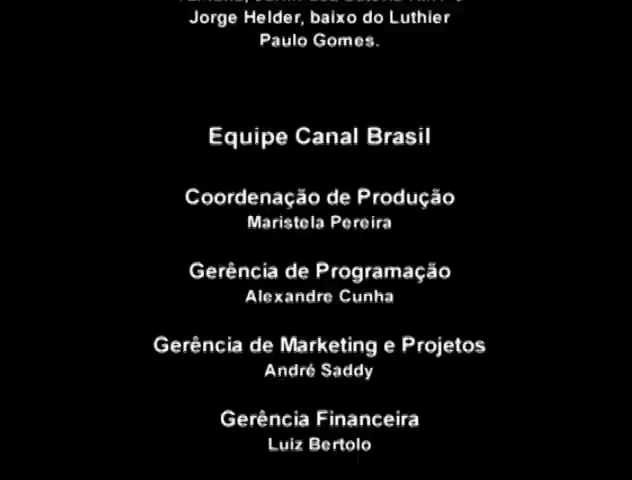 Jorge Helder, baixo do Luthier
Paulo Gomes.
Equipe Canal Brasil
Coordenação de Produção
Maristela Pereira
Gerência de Programação
Alexandre Cunha
Gerência de Marketing e Projetos
André Saddy
Gerência Financeira
Luiz Bertolo